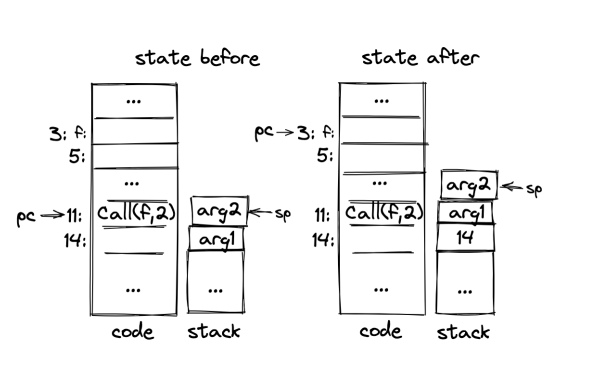 state before
...
3: f:
5:
...
pc → 11: Call(f,2)
14:
...
code
arg2 ← sp
arg1
...
stack
state after
...
pc → 3: f:
5:
...
11: Call(f,2)
14:
...
code
arg2 ← sp
arg1
14
...
stack